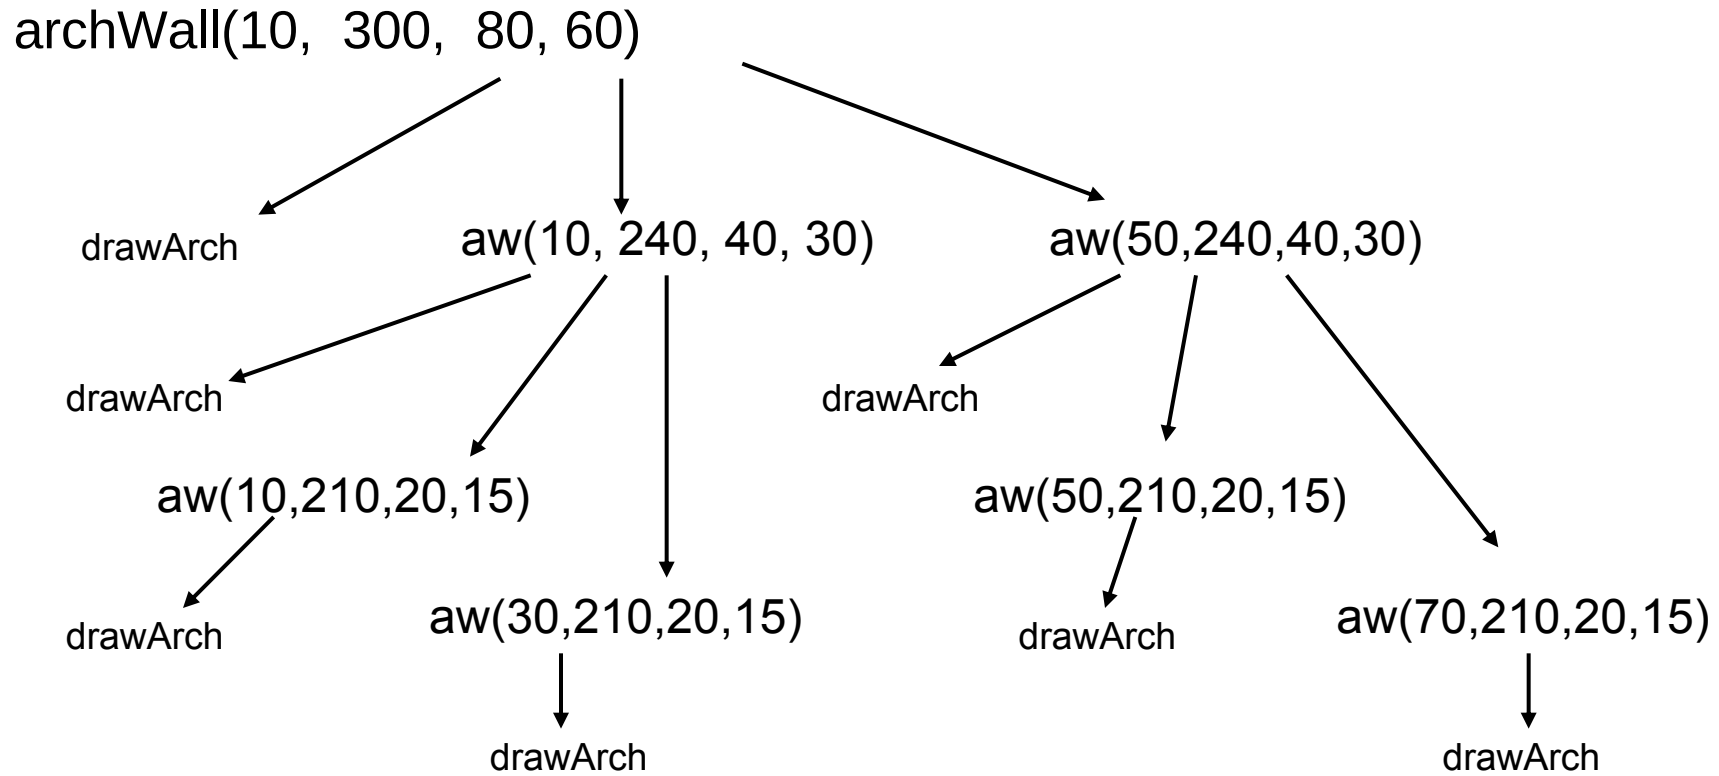 archWall(10, 300, 80, 60)
drawArch
aw(10, 240, 40, 30)
aw(50,240,40,30)
drawArch
drawArch
aw(10,210,20,15)
aw(50,210,20,15)
drawArch
aw(30,210,20,15)
drawArch
aw(70,210,20,15)
drawArch
drawArch